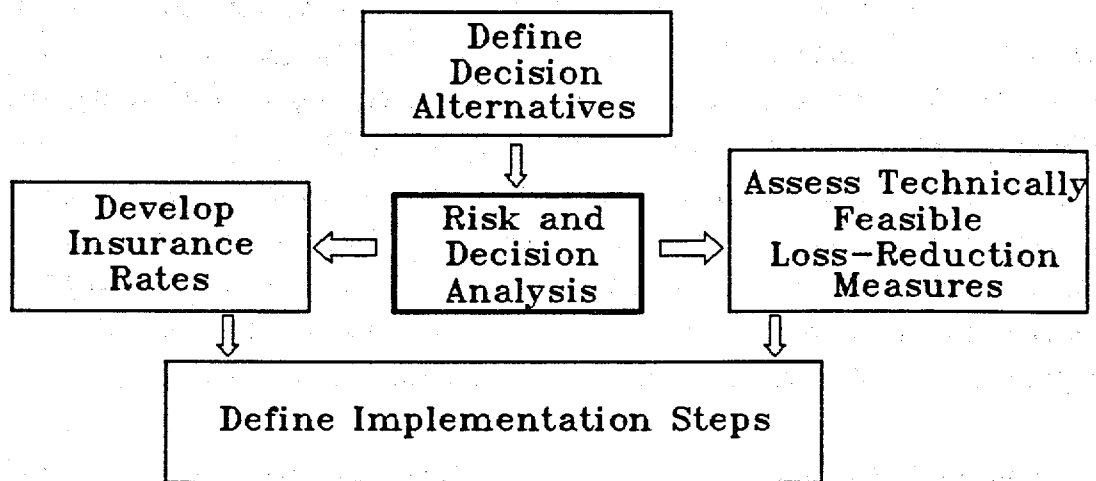 Define
Decision
Alternatives
Develop
Insurance
Rates
Risk and
Decision
Analysis
Assess Technically
Feasible
Loss-Reduction
Measures
Define Implementation Steps